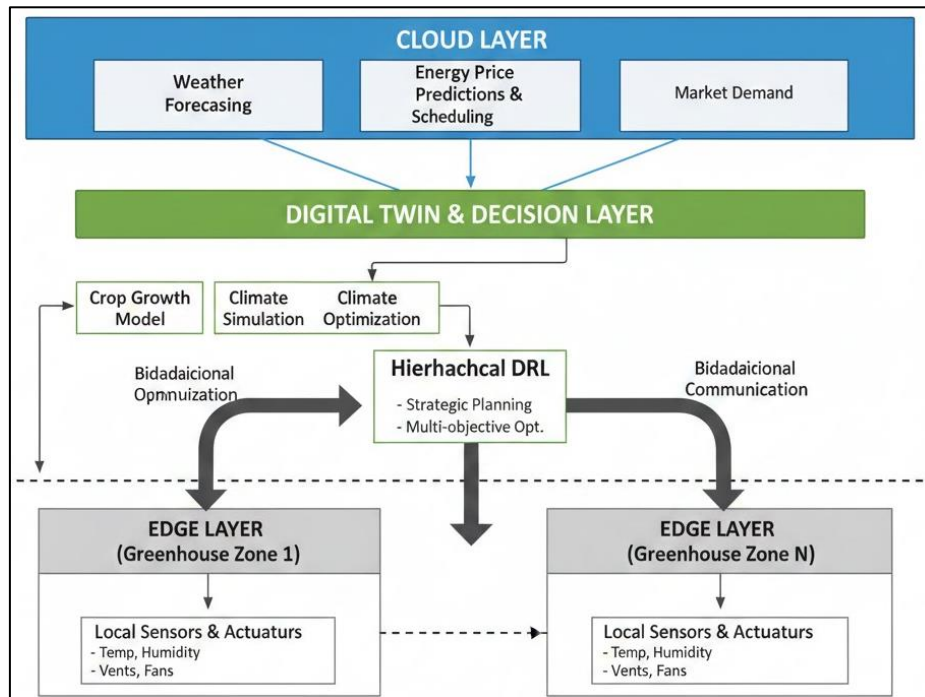 CLOUD LAYER
Weather
Forecasing
Energy Price
Predictions &
Scheduling
Market Demand
DIGITAL TWIN & DECISION LAYER
Crop Growth
Model
Climate
Simulation
Climate
Optimization
Bidadaicional
Hierhachcal DRL
- Strategic Planning
- Multi-objective Opt.
Bidadaicional
Communication
EDGE LAYER
(Greenhouse Zone 1)
Local Sensors & Actuaturs
- Temp, Humidity
- Vents, Fans
EDGE LAYER
(Greenhouse Zone N)
Local Sensors & Actuaturs
- Temp, Humidity
- Vents, Fans